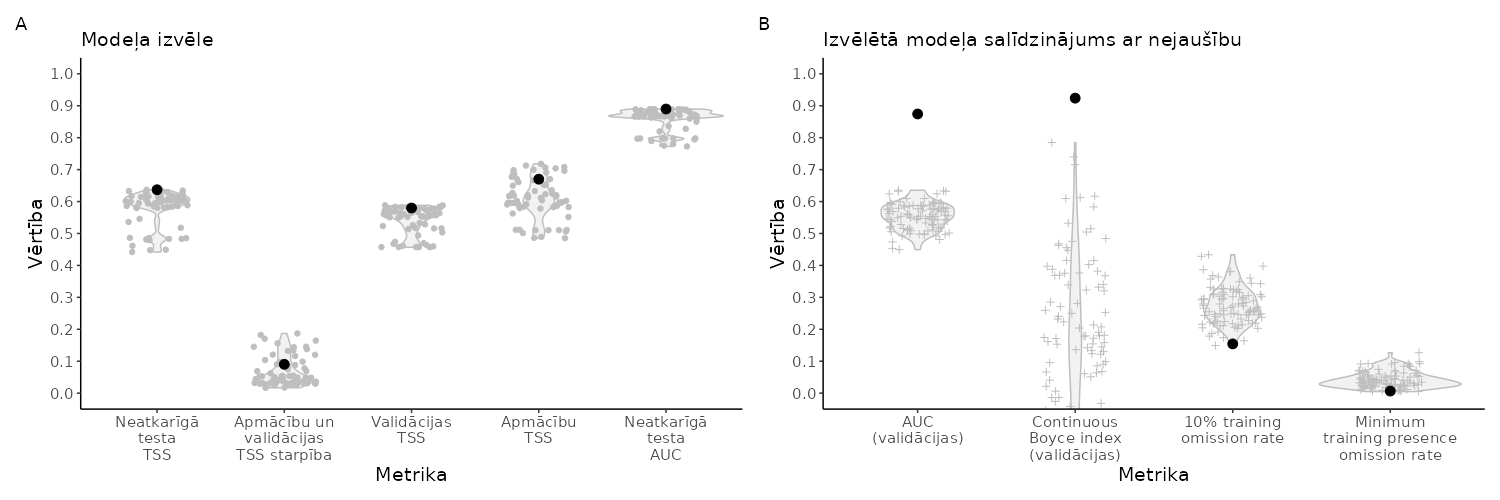 A
Modeļa izvēle
Vērtība
1.0
0.9
0.8
0.7
0.6
0.5
0.4
0.3
0.2
0.1
0.0
Neatkarīgā
testa
TSS
Apmācību un
validācijas
TSS starpība
Validācijas
TSS
Apmācību
TSS
Neatkarīgā
testa
AUC
Metrika
B
Izvēlētā modeļa salīdzinājums ar nejaušību
Vērtība
1.0
0.9
0.8
0.7
0.6
0.5
0.4
0.3
0.2
0.1
0.0
AUC
(validācijas)
Continuous
Boyce index
(validācijas)
10% training
omission rate
Minimum
training presence
omission rate
Metrika